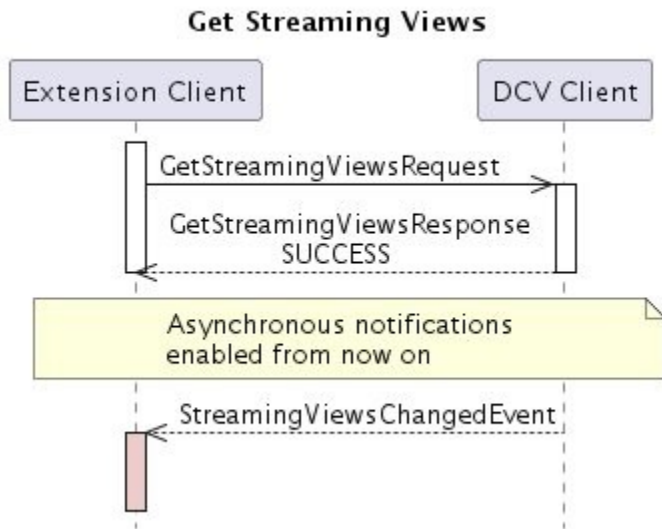 Get Streaming Views
Extension Client
DCV Client
GetStreamingViewsRequest
GetStreamingViewsResponse
SUCCESS
Asynchronous notifications
enabled from now on
StreamingViewsChangedEvent